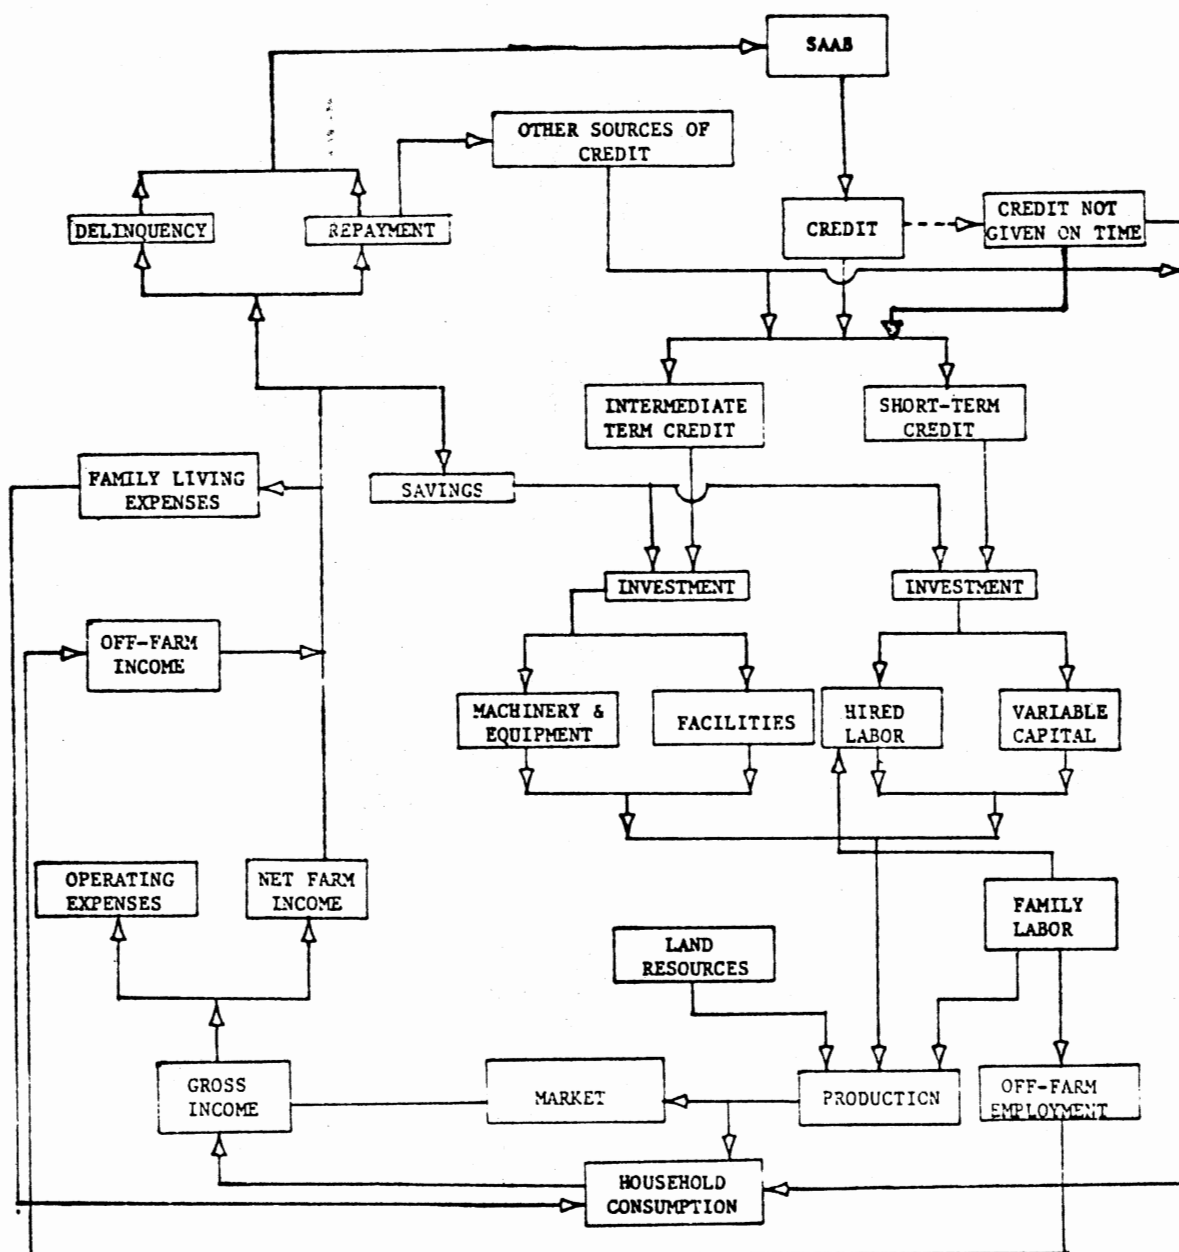 SAAB
OTHER SOURCES OF
CREDIT
DELINQUENCY
REPAYMENT
CREDIT
CREDIT NOT
GIVEN ON TIME
INTERMEDIATE
TERM CREDIT
SHORT-TERM
CREDIT
FAMILY LIVING
EXPENSES
SAVINGS
INVESTMENT
INVESTMENT
OFF-FARM
INCOME
MACHINERY &
EQUIPMENT
FACILITIES
HIRED
LABOR
VARIABLE
CAPITAL
OPERATING
EXPENSES
NET FARM
INCOME
FAMILY
LABOR
LAND
RESOURCES
GROSS
INCOME
MARKET
PRODUCTION
OFF-FARM
EMPLOYMENT
HOUSEHOLD
CONSUMPTION